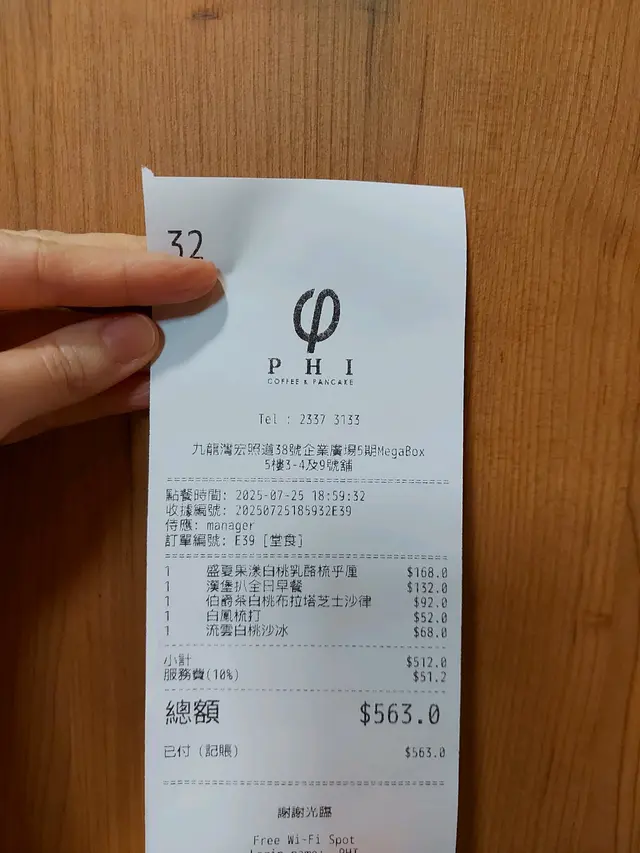 32
PHI
COFFEE & PANCAKE
Tel : 2337 3133
九龍灣宏照道38號企業廣場5期MegaBox
5樓3-4及9號舖
點餐時間: 2025-07-25 18:59:32
收據編號: 20250725185932E39
侍應: manager
訂單編號: E39 [堂食]
1 盛夏果漾白桃乳酪梳乎厘 $168.0
1 漢堡扒全日早餐 $132.0
1 伯爵茶白桃布拉塔芝士沙律 $92.0
1 白鳳梳打 $52.0
1 流雲白桃沙冰 $68.0
小計 $512.0
服務費(10%) $51.2
總額 $563.0
已付 (記賬) $563.0
謝謝光臨
Free Wi-Fi Spot
Login name: PHI